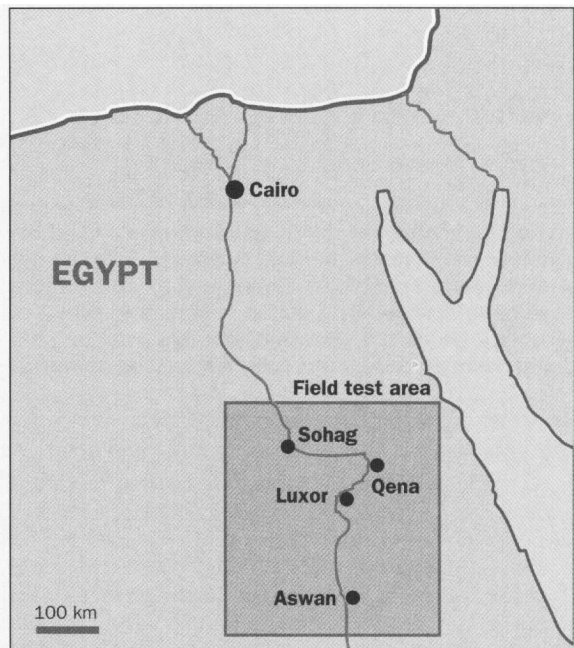 Cairo
EGYPT
Field test area
Sohag
Qena
Luxor
Aswan
100 km